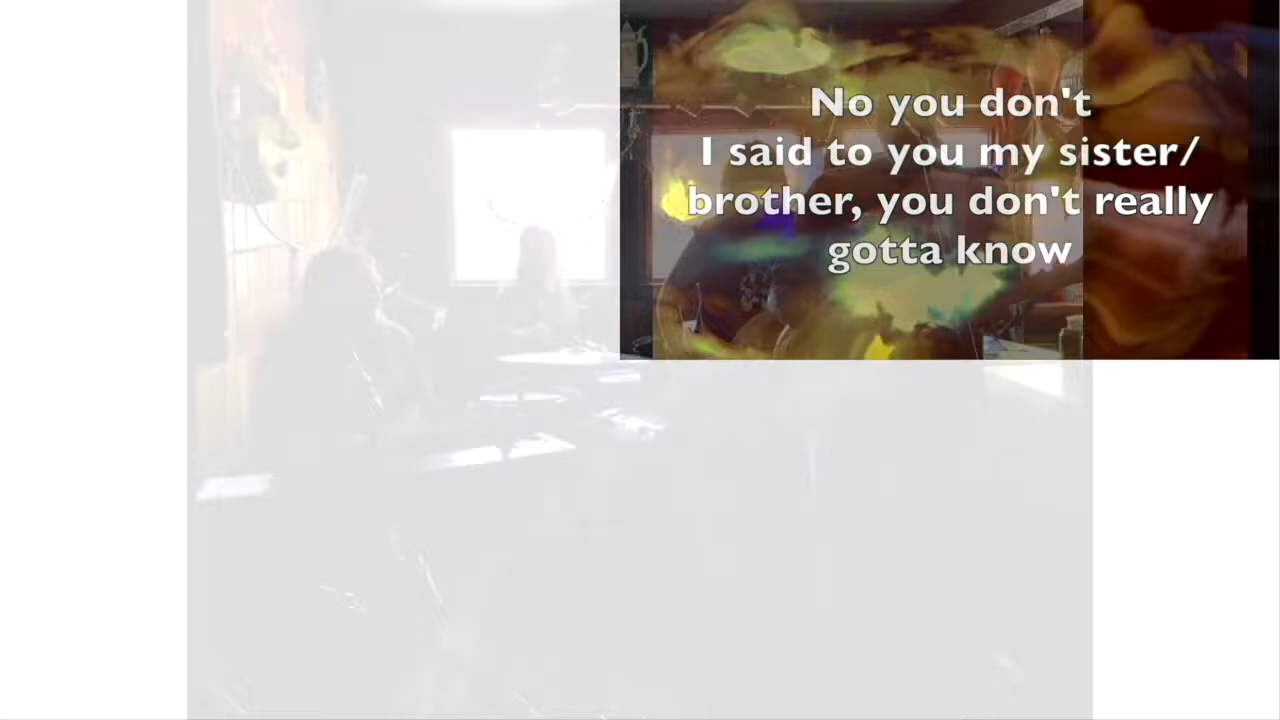 No you don't
I said to you my sister/
brother, you don't really
gotta know